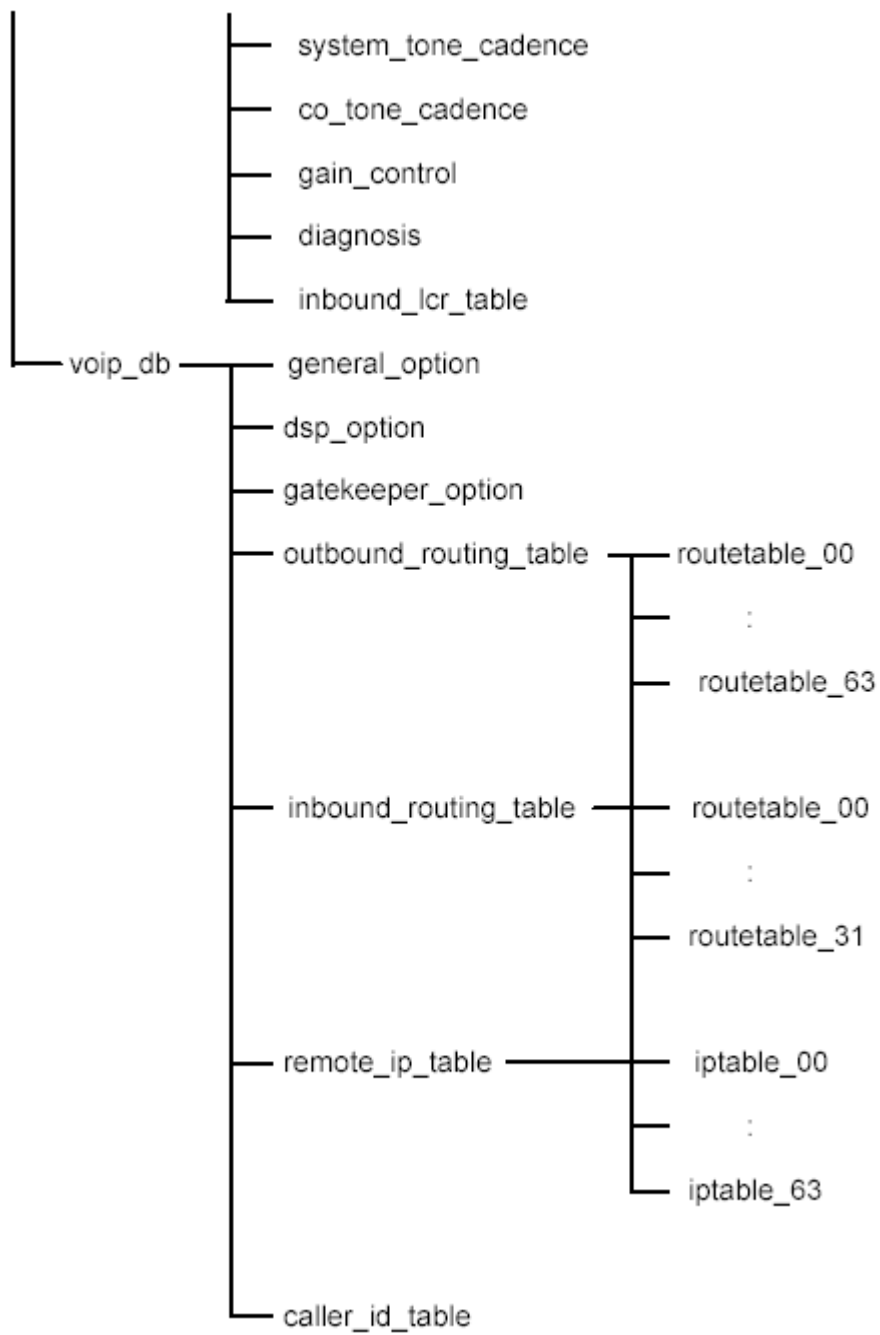 system_tone_cadence
co_tone_cadence
gain_control
diagnosis
inbound_lcr_table
voip_db general_option
dsp_option
gatekeeper_option
outbound_routing_table routetable_00
:
routetable_63
inbound_routing_table routetable_00
:
routetable_31
remote_ip_table iptable_00
:
iptable_63
caller_id_table